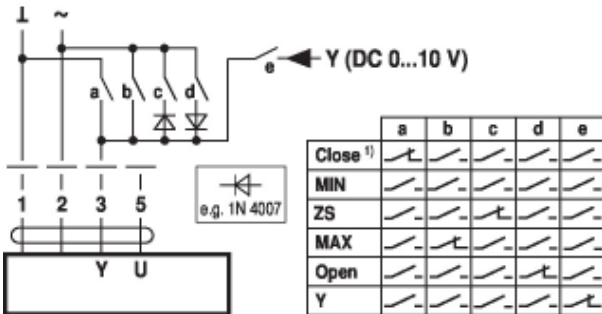 ⊥ ~
a b c d e Y (DC 0...10 V)
1 2 3 5
e.g. 1N 4007
Y U
a b c d e
Close 1)
MIN
ZS
MAX
Open
Y